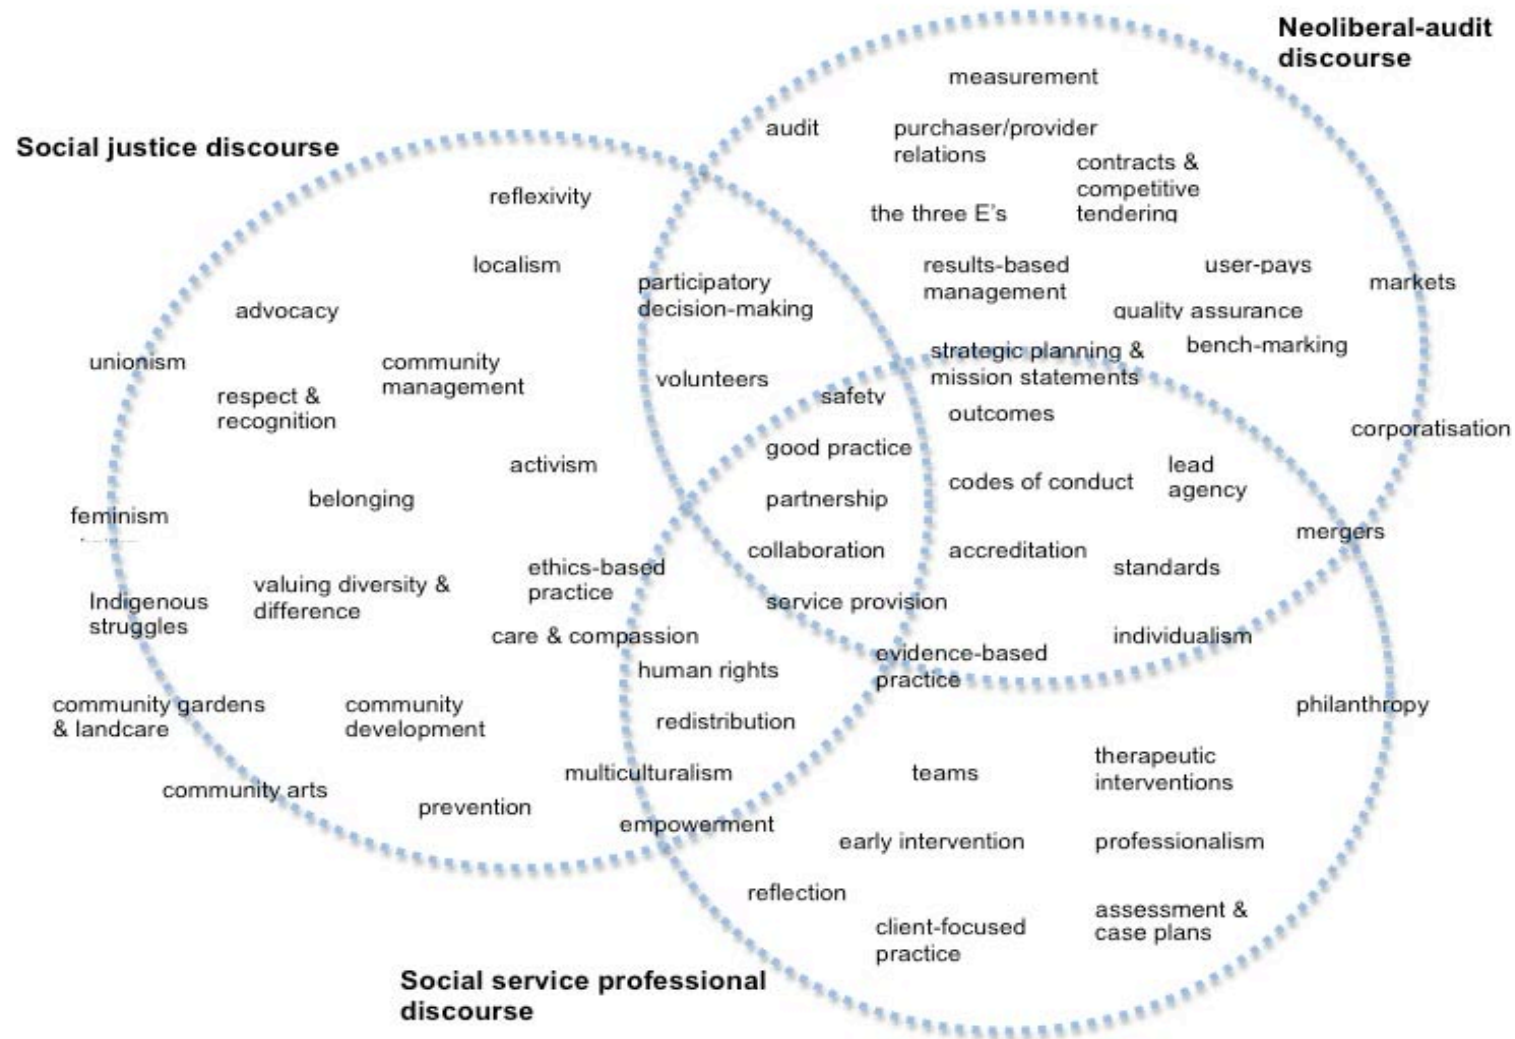 Neoliberal-audit
discourse
measurement
audit
purchaser/provider
relations
contracts &
competitive
tendering
the three E's
results-based
management
user-pays
markets
quality assurance
bench-marking
strategic planning &
mission statements
outcomes
corporatisation
codes of conduct
lead
agency
mergers
accreditation
standards
individualism
Social justice discourse
reflexivity
localism
participatory
decision-making
advocacy
unionism
community
management
volunteers
safety
respect &
recognition
good practice
activism
belonging
partnership
feminism
collaboration
ethics-based
practice
valuing diversity &
difference
Indigenous
struggles
service provision
care & compassion
evidence-based
practice
human rights
community gardens
& landcare
community
development
redistribution
philanthropy
multiculturalism
teams
therapeutic
interventions
community arts
prevention
empowerment
early intervention
professionalism
reflection
client-focused
practice
assessment &
case plans
Social service professional
discourse